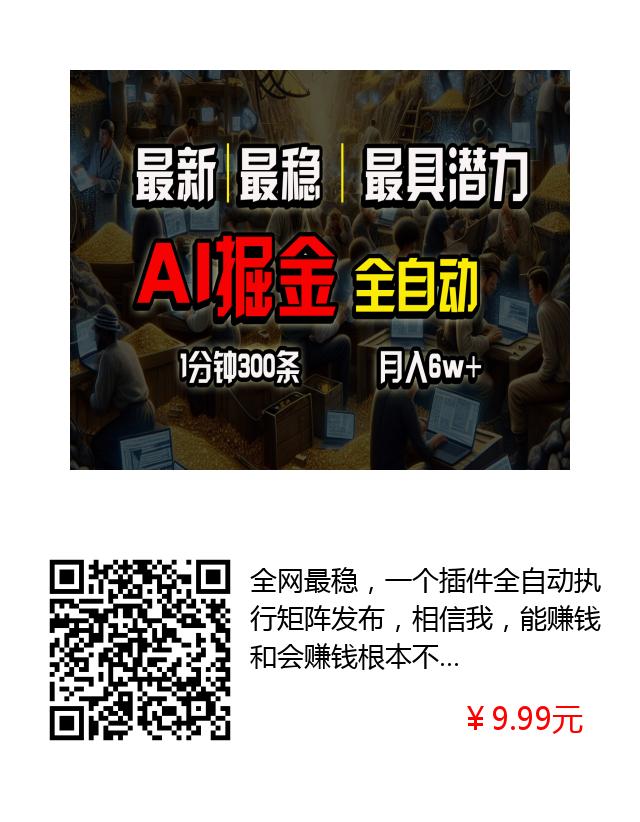 最新|最稳|最具潜力
AI掘金 全自动
1分钟300条 月入6w+
全网最稳，一个插件全自动执
行矩阵发布，相信我，能赚钱
和会赚钱根本不...
￥9.99元